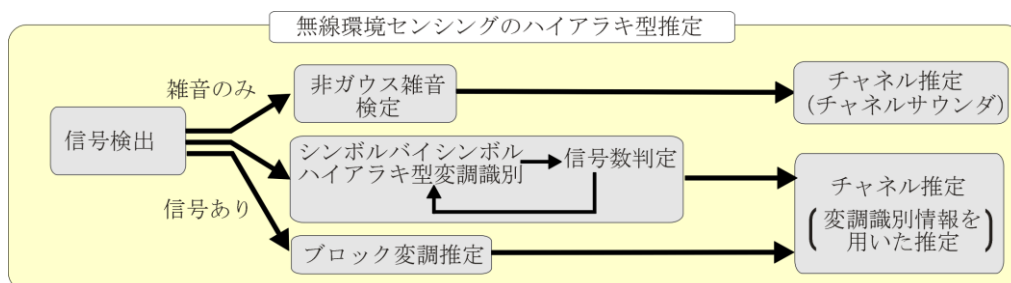 無線環境センシングのハイアラキ型推定
雑音のみ
非ガウス雑音
検定
チャネル推定
(チャネルサウンダ)
信号検出
シンボルバイシンボル
ハイアラキ型変調識別
信号数判定
信号あり
チャネル推定
(変調識別情報を
用いた推定)
ブロック変調推定